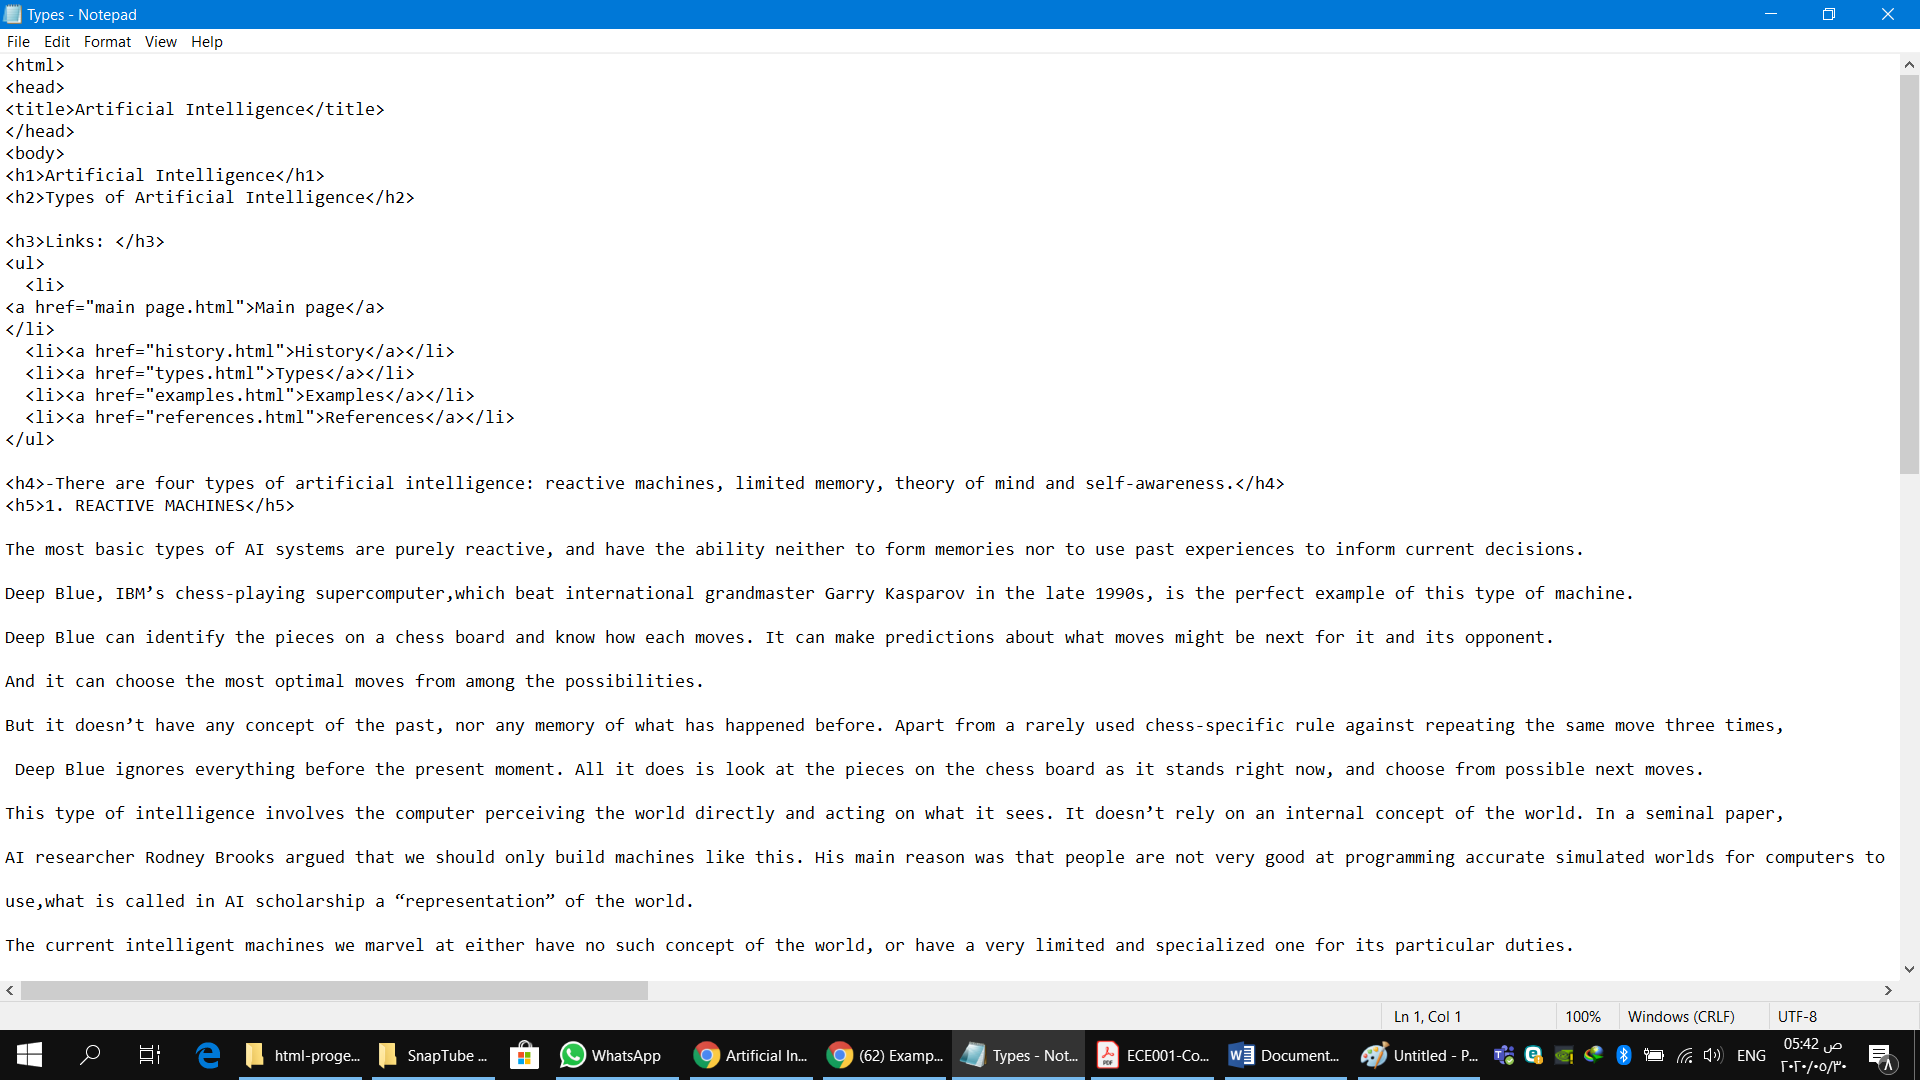 Types - Notepad
File Edit Format View Help
<html>
<head>
<title>Artificial Intelligence</title>
</head>
<body>
<h1>Artificial Intelligence</h1>
<h2>Types of Artificial Intelligence</h2>
<h3>Links: </h3>
<ul>
  <li>
<a href="main page.html">Main page</a>
</li>
  <li><a href="history.html">History</a></li>
  <li><a href="types.html">Types</a></li>
  <li><a href="examples.html">Examples</a></li>
  <li><a href="references.html">References</a></li>
</ul>
<h4>-There are four types of artificial intelligence: reactive machines, limited memory, theory of mind and self-awareness.</h4>
<h5>1. REACTIVE MACHINES</h5>
The most basic types of AI systems are purely reactive, and have the ability neither to form memories nor to use past experiences to inform current decisions.
Deep Blue, IBM’s chess-playing supercomputer,which beat international grandmaster Garry Kasparov in the late 1990s, is the perfect example of this type of machine.
Deep Blue can identify the pieces on a chess board and know how each moves. It can make predictions about what moves might be next for it and its opponent.
And it can choose the most optimal moves from among the possibilities.
But it doesn’t have any concept of the past, nor any memory of what has happened before. Apart from a rarely used chess-specific rule against repeating the same move three times,
 Deep Blue ignores everything before the present moment. All it does is look at the pieces on the chess board as it stands right now, and choose from possible next moves.
This type of intelligence involves the computer perceiving the world directly and acting on what it sees. It doesn’t rely on an internal concept of the world. In a seminal paper,
AI researcher Rodney Brooks argued that we should only build machines like this. His main reason was that people are not very good at programming accurate simulated worlds for computers to
use,what is called in AI scholarship a “representation” of the world.
The current intelligent machines we marvel at either have no such concept of the world, or have a very limited and specialized one for its particular duties.
Ln 1, Col 1 100% Windows (CRLF) UTF-8
html-proge... SnapTube ... WhatsApp Artificial In... (62) Examp... Types - Not... ECE001-Co... Document... Untitled - P... ENG 05:42 ص
٢٠٢٠/٠٥/٣٠ ٨